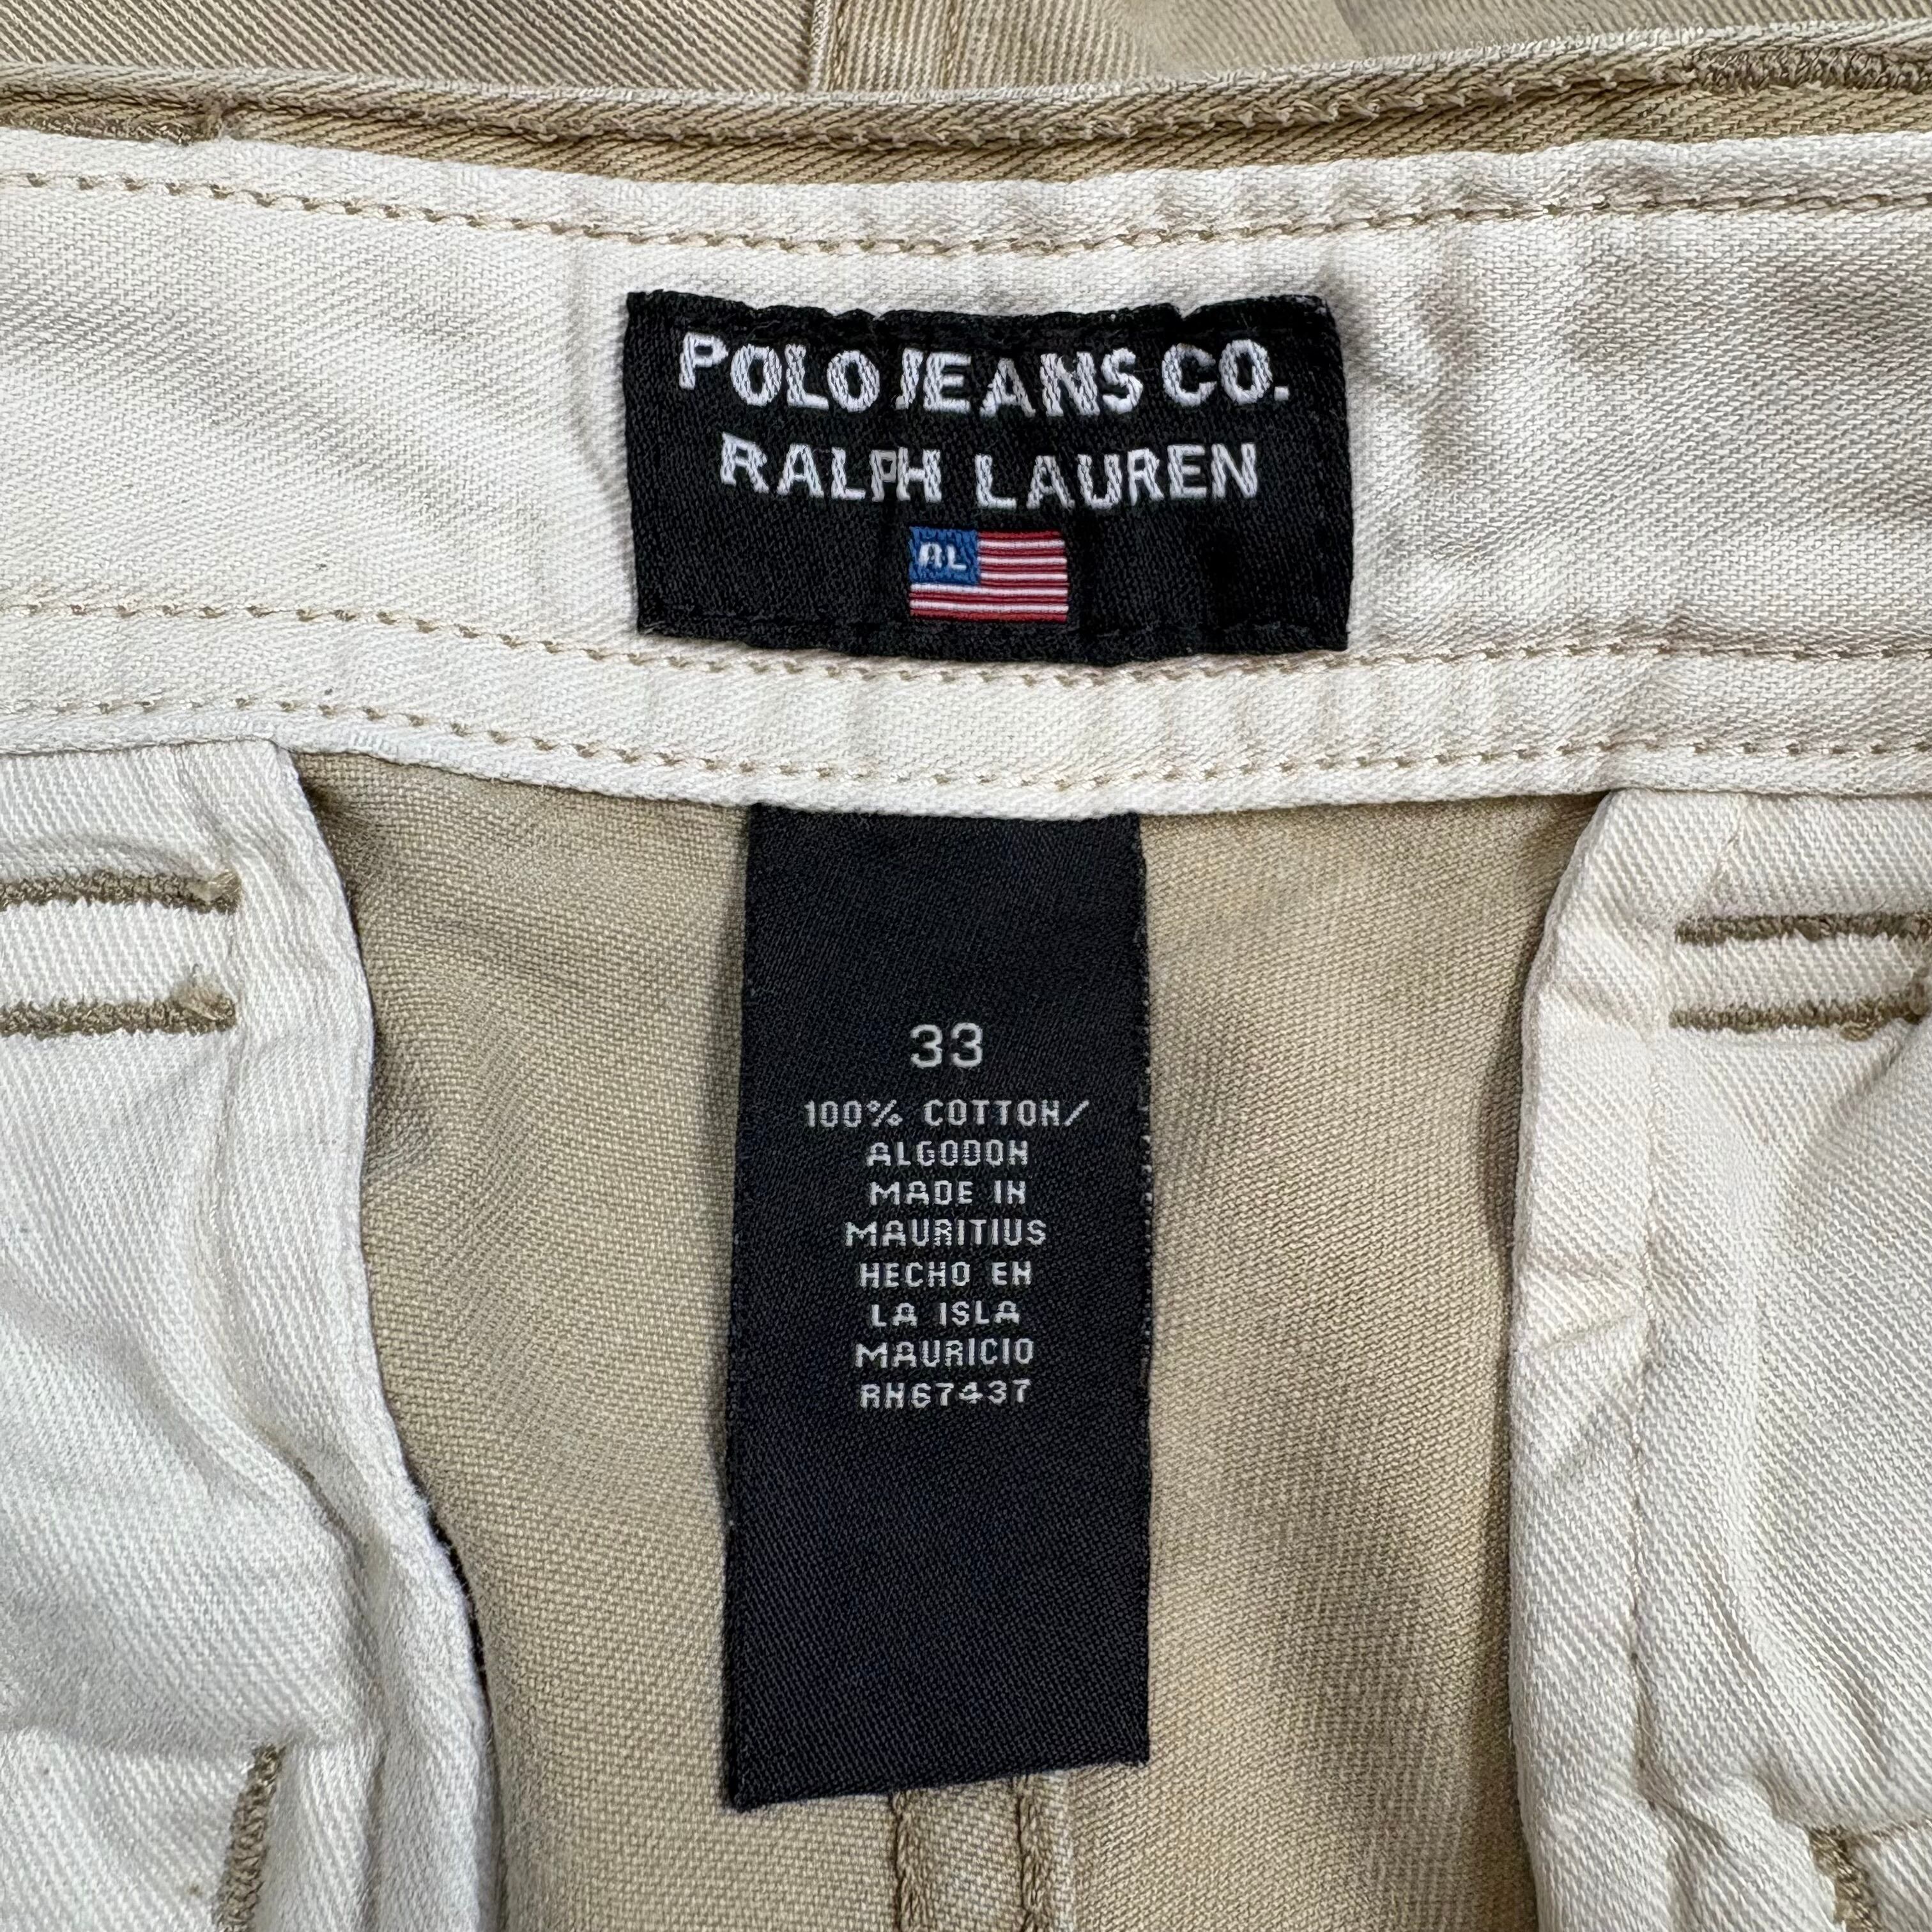 POLO JEANS CO.
RALPH LAUREN
RL
33
100% COTTON/
ALGODON
MADE IN
MAURITIUS
HECHO EN
LA ISLA
MAURICIO
RN67437